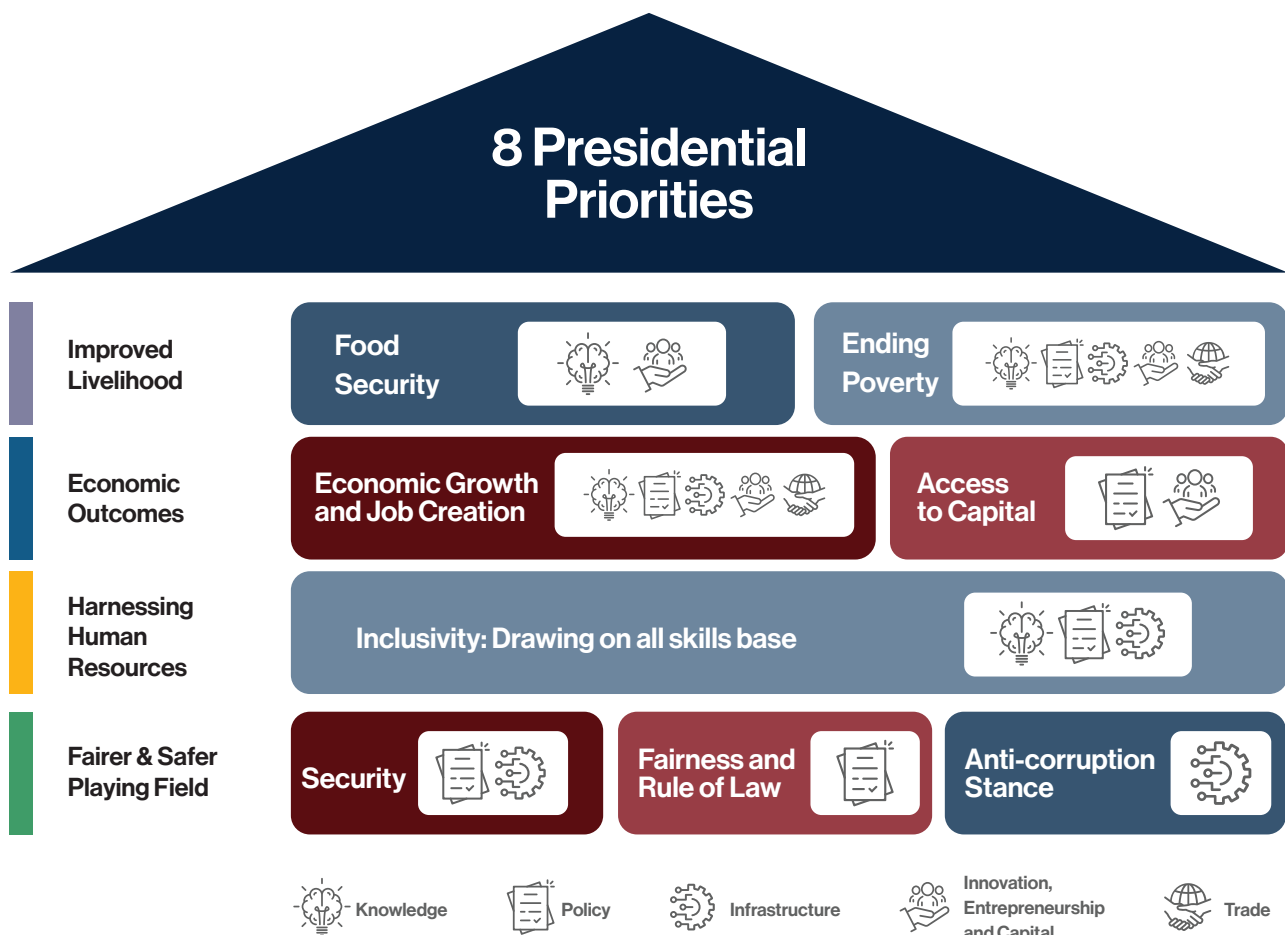 8 Presidential
Priorities
Improved
Livelihood
Food
Security
Ending
Poverty
Economic
Outcomes
Economic Growth
and Job Creation
Access
to Capital
Harnessing
Human
Resources
Inclusivity: Drawing on all skills base
Fairer & Safer
Playing Field
Security
Fairness and
Rule of Law
Anti-corruption
Stance
Knowledge
Policy
Infrastructure
Innovation,
Entrepreneurship
and Capital
Trade